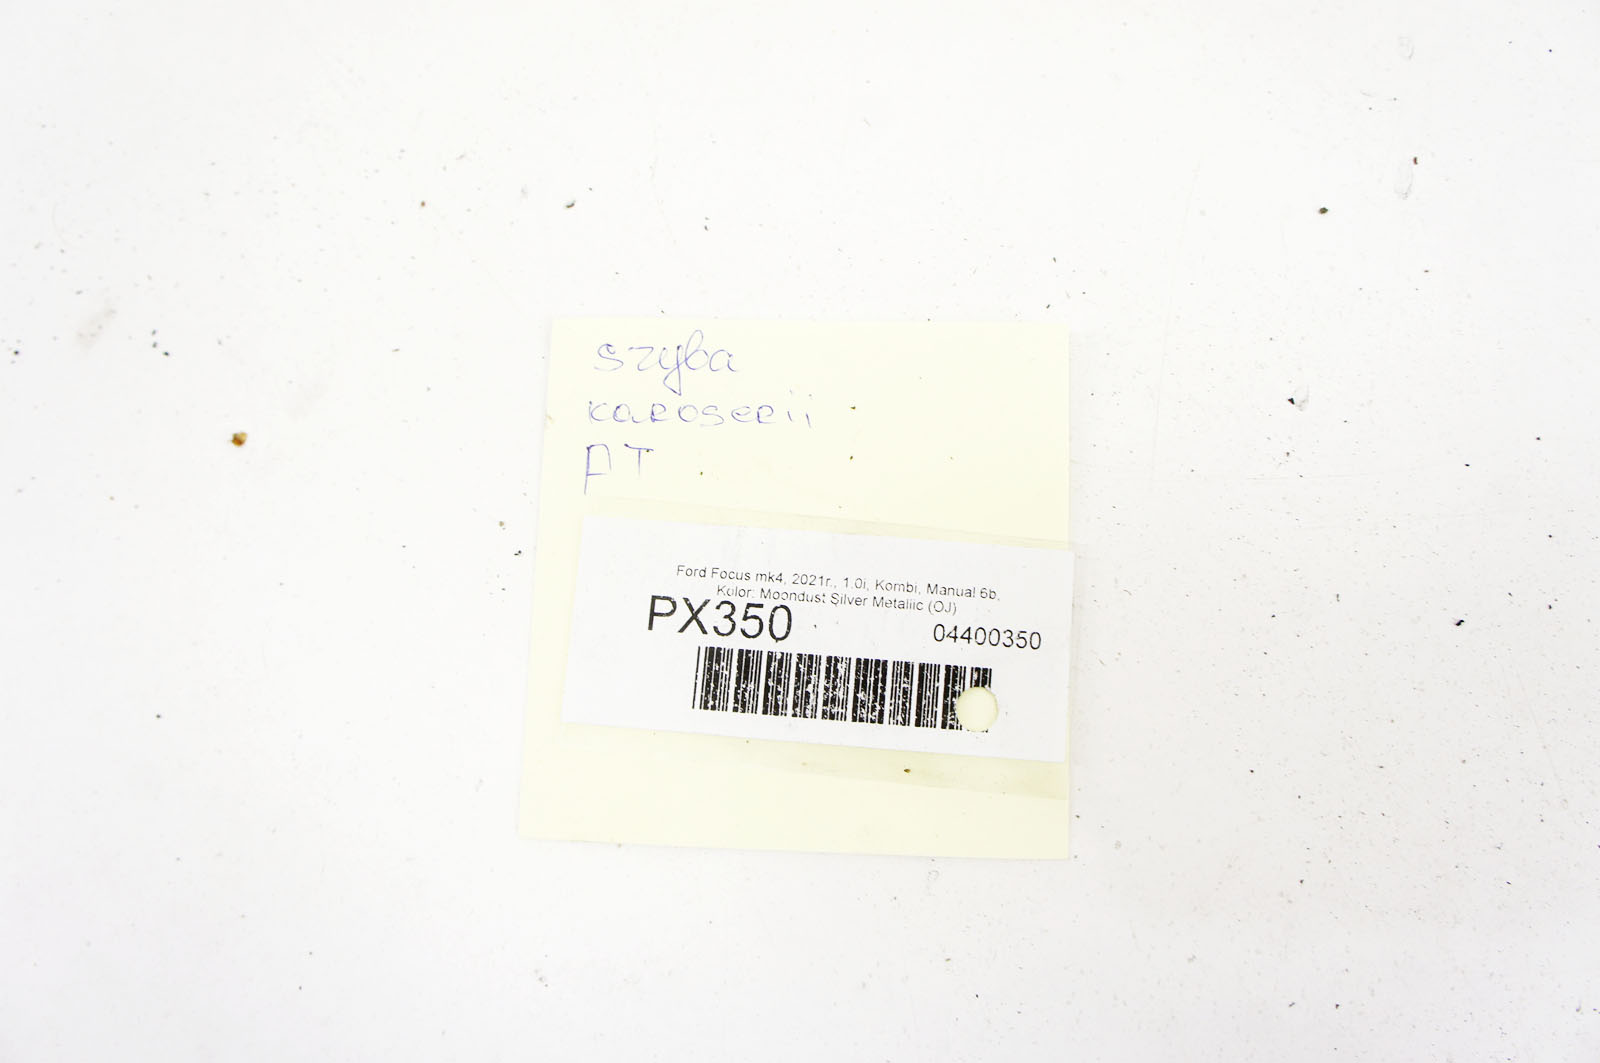 szyba
karoserii
PT
Ford Focus mk4, 2021r., 1.0i, Kombi, Manual 6b,
Kolor: Moondust Silver Metallic (OJ)
PX350
04400350